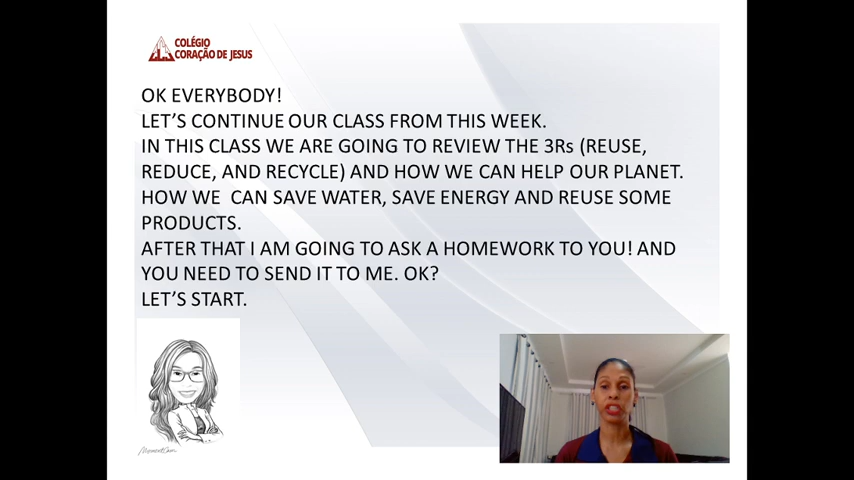 COLÉGIO
CORAÇÃO DE JESUS
OK EVERYBODY!
LET'S CONTINUE OUR CLASS FROM THIS WEEK.
IN THIS CLASS WE ARE GOING TO REVIEW THE 3Rs (REUSE,
REDUCE, AND RECYCLE) AND HOW WE CAN HELP OUR PLANET.
HOW WE CAN SAVE WATER, SAVE ENERGY AND REUSE SOME
PRODUCTS.
AFTER THAT I AM GOING TO ASK A HOMEWORK TO YOU! AND
YOU NEED TO SEND IT TO ME. OK?
LET'S START.
MomentCam